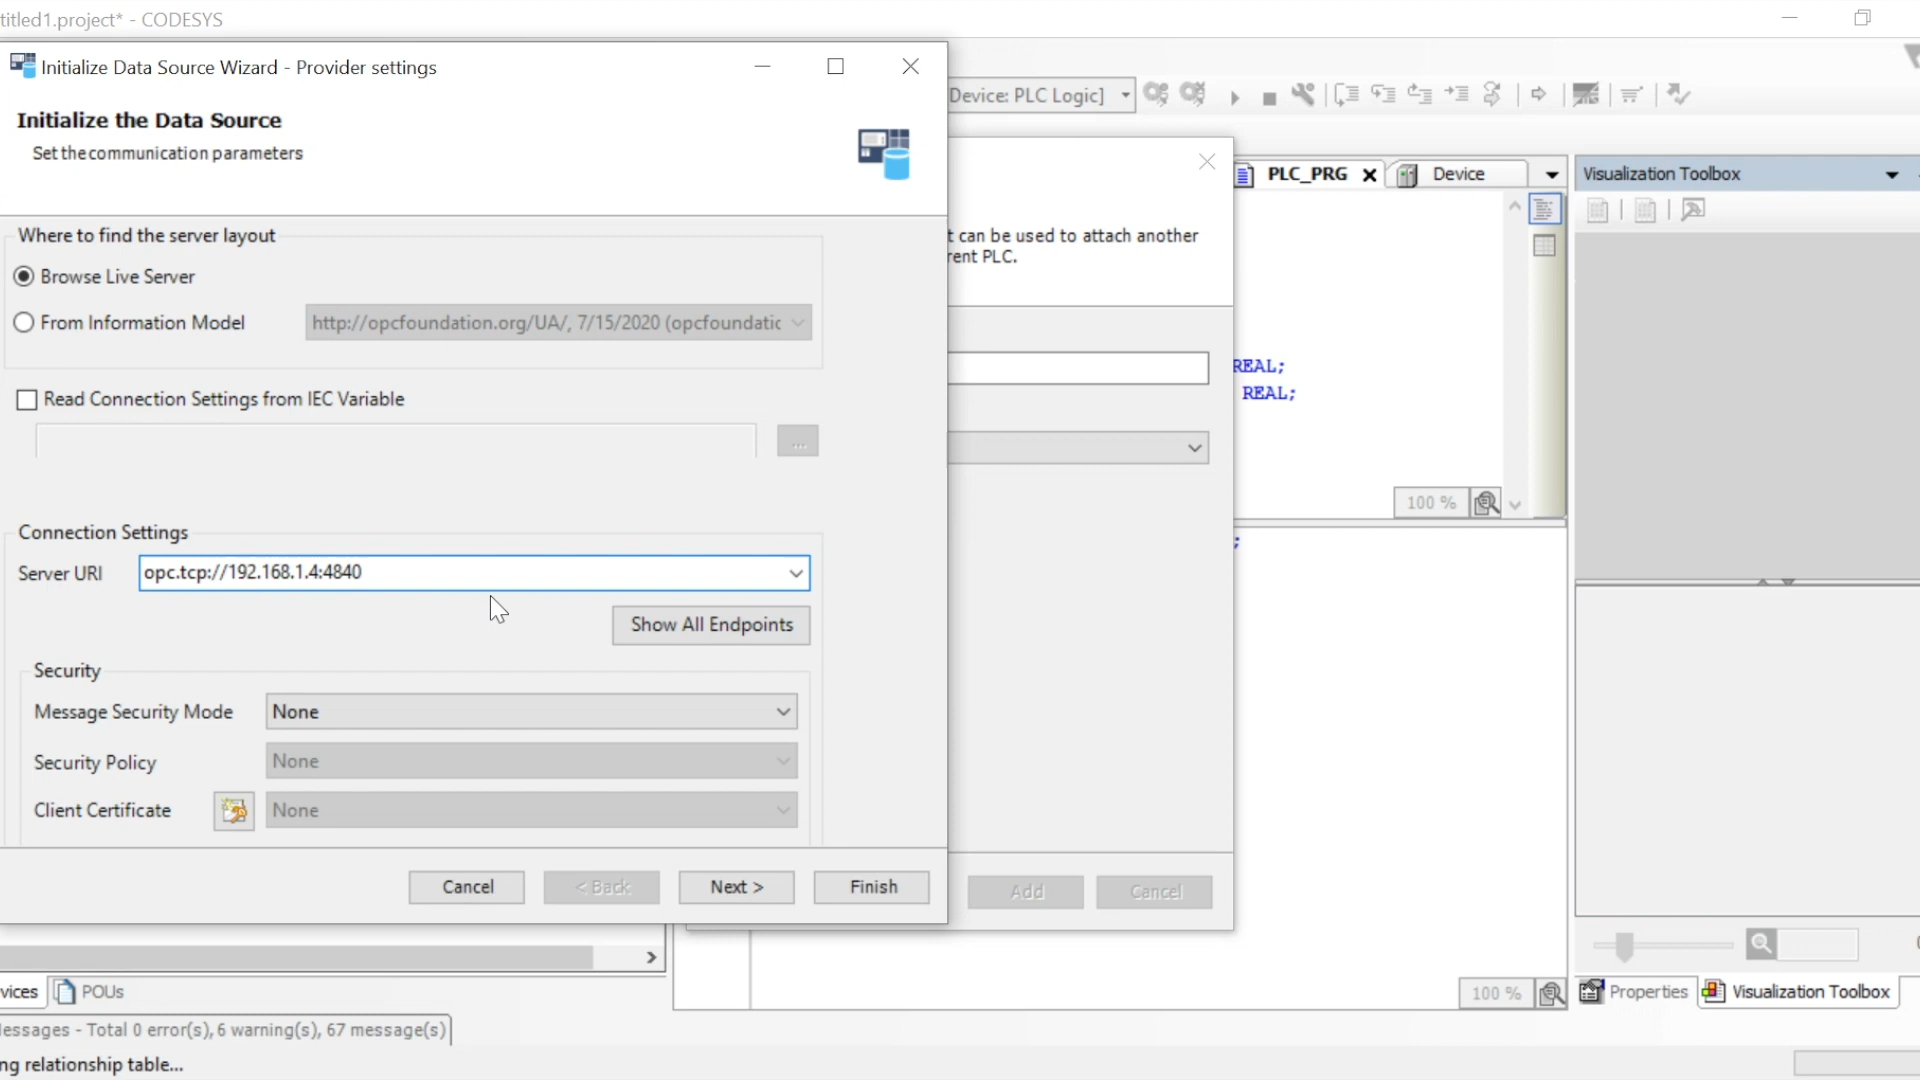 titled1.project* - CODESYS
Initialize Data Source Wizard - Provider settings
Initialize the Data Source
Set the communication parameters
Where to find the server layout
Browse Live Server
From Information Model
http://opcfoundation.org/UA/, 7/15/2020 (opcfoundatic
Read Connection Settings from IEC Variable
...
Connection Settings
Server URI
opc.tcp://192.168.1.4:4840
Show All Endpoints
Security
Message Security Mode
None
Security Policy
None
Client Certificate
None
Cancel
< Back
Next >
Finish
Device: PLC Logic]
t can be used to attach another
rent PLC.
Add
Cancel
PLC_PRG
Device
REAL;
REAL;
100 %
;
100 %
Visualization Toolbox
Properties
Visualization Toolbox
vices
POUs
lessages - Total 0 error(s), 6 warning(s), 67 message(s)
ng relationship table...